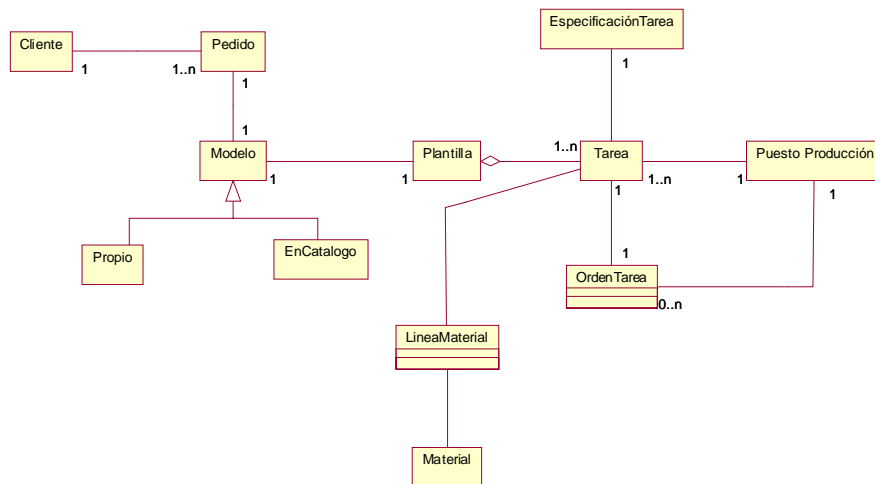 EspecificaciónTarea
Cliente
Pedido
1
1..n
1
1
1
Modelo
Plantilla
1..n
Tarea
Puesto Producción
1
1
1
1..n
1
1
Propio
EnCatalogo
1
OrdenTarea
0..n
LineaMaterial
Material